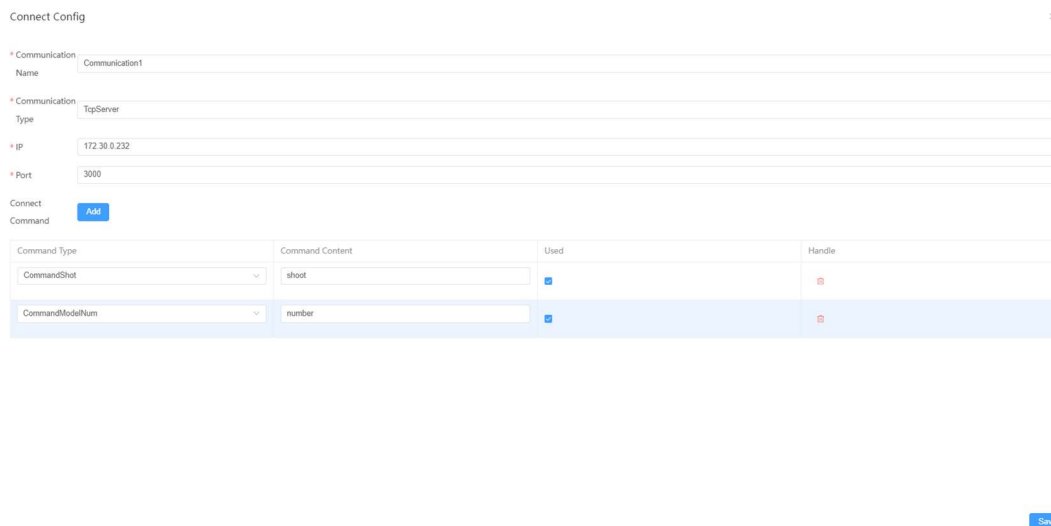 Connect Config
* Communication Name
Communication1
* Communication Type
TcpServer
* IP
172.30.0.232
* Port
3000
Connect Command
Add
Command Type Command Content Used Handle
CommandShot shoot
CommandModelNum number